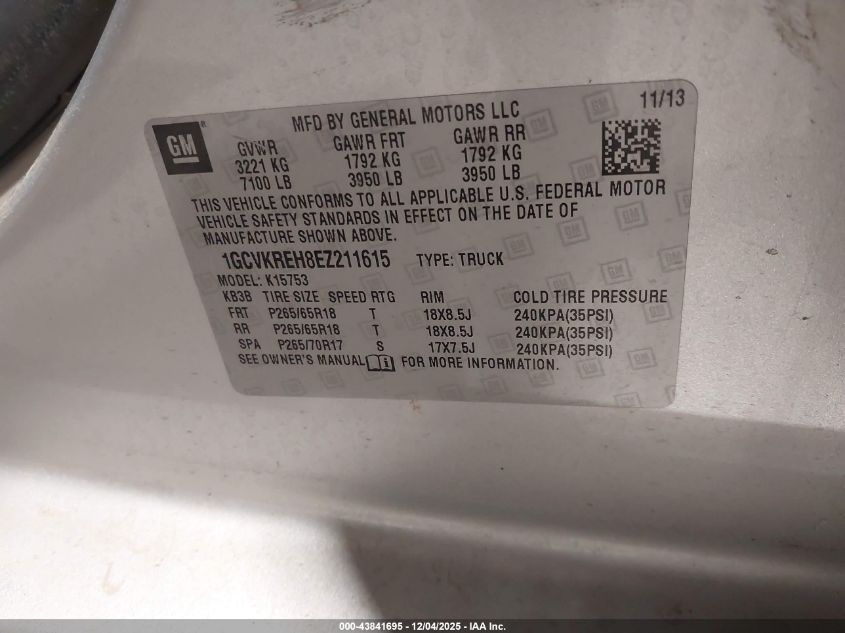 11/13
MFD BY GENERAL MOTORS LLC
GM
GVWR GAWR FRT GAWR RR
3221 KG 1792 KG 1792 KG
7100 LB 3950 LB 3950 LB
THIS VEHICLE CONFORMS TO ALL APPLICABLE U.S. FEDERAL MOTOR
VEHICLE SAFETY STANDARDS IN EFFECT ON THE DATE OF
MANUFACTURE SHOWN ABOVE.
1GCVKREH8EZ211615 TYPE: TRUCK
MODEL: K15753
KB3B TIRE SIZE SPEED RTG RIM COLD TIRE PRESSURE
FRT P265/65R18 T 18X8.5J 240KPA(35PSI)
RR P265/65R18 T 18X8.5J 240KPA(35PSI)
SPA P265/70R17 S 17X7.5J 240KPA(35PSI)
SEE OWNER'S MANUAL FOR MORE INFORMATION.
000-43841695 - 12/04/2025 - IAA Inc.